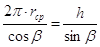 2π· r_cp / cos β = h / sin β